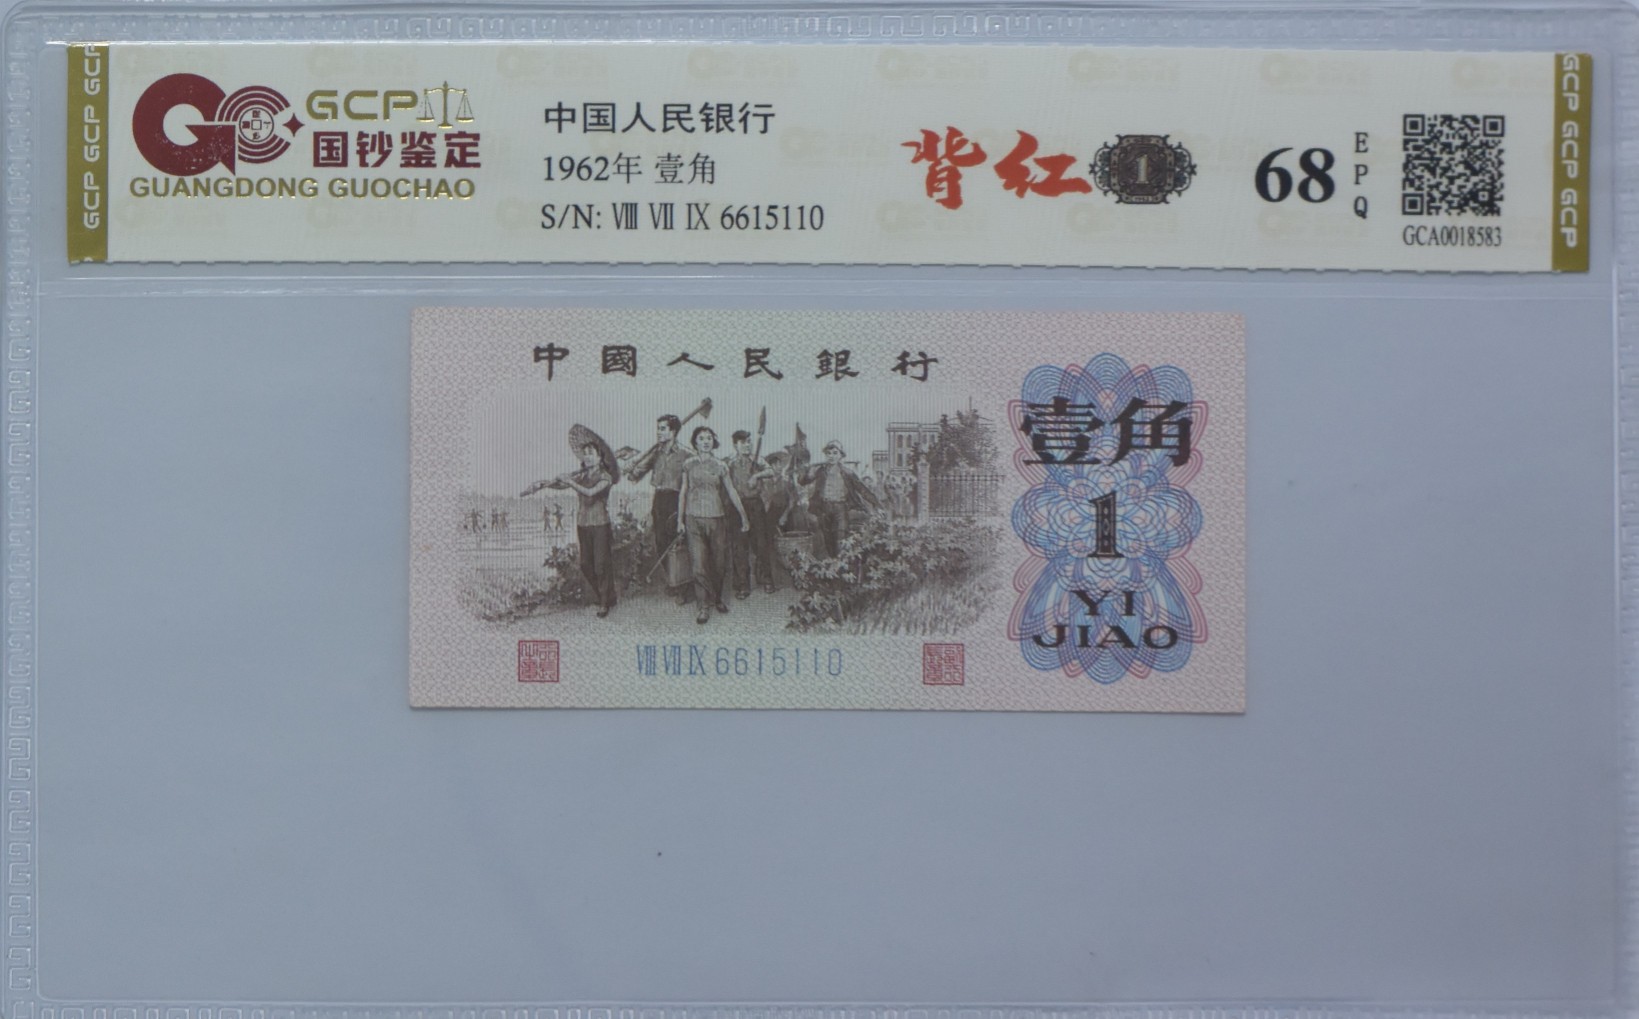 GCP
国钞鉴定
GUANGDONG GUOCHAO
中国人民银行
1962年 壹角
S/N: Ⅷ Ⅶ Ⅸ 6615110
背红
1
68
EPQ
GCA0018583
GCP GCP GCP
GCP GCP GCP
中國人民銀行
壹角
1
YI
JIAO
Ⅷ Ⅶ Ⅸ 6615110